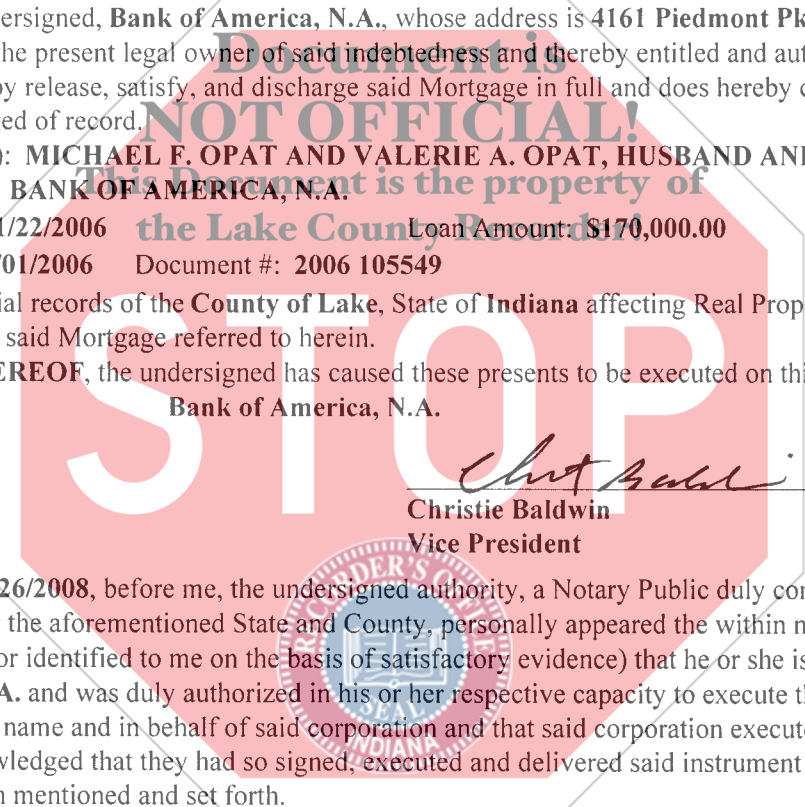 ersigned, Bank of America, N.A., whose address is 4161 Piedmont Pk
he present legal owner of said indebtedness and thereby entitled and aut
by release, satisfy, and discharge said Mortgage in full and does hereby c
ged of record.
Document is
NOT OFFICIAL!
This Document is the property of
the Lake County Recorder!
): MICHAEL F. OPAT AND VALERIE A. OPAT, HUSBAND AND
BANK OF AMERICA, N.A.
1/22/2006 Loan Amount: $170,000.00
/01/2006 Document #: 2006 105549
ial records of the County of Lake, State of Indiana affecting Real Prop
said Mortgage referred to herein.
EREOF, the undersigned has caused these presents to be executed on thi
Bank of America, N.A.
STOP
Christie Baldwin
Vice President
26/2008, before me, the undersigned authority, a Notary Public duly co
the aforementioned State and County, personally appeared the within n
or identified to me on the basis of satisfactory evidence) that he or she is
A. and was duly authorized in his or her respective capacity to execute th
name and in behalf of said corporation and that said corporation execut
wledged that they had so signed, executed and delivered said instrument
n mentioned and set forth.
RECORDER'S OFFICE
SEAL
INDIANA